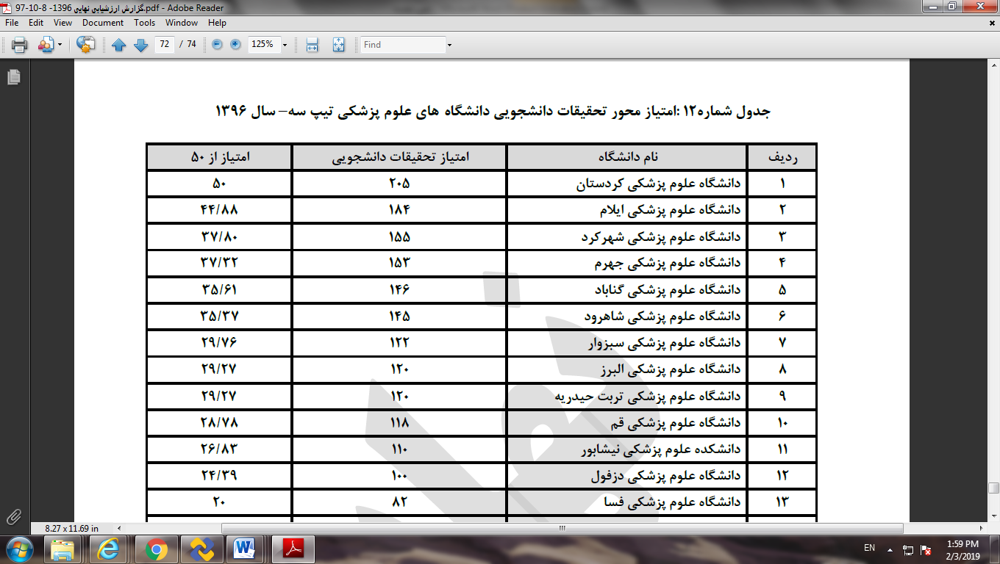 گزارش ارزشیابی نهایی 1396- 8-10-97.pdf - Adobe Reader
File Edit View Document Tools Window Help
72 / 74 125% Find
جدول شماره۱۲ :امتیاز محور تحقیقات دانشجویی دانشگاه های علوم پزشکی تیپ سه– سال ۱۳۹۶
ردیف نام دانشگاه امتیاز تحقیقات دانشجویی امتیاز از ۵۰
۱ دانشگاه علوم پزشکی کردستان ۲۰۵ ۵۰
۲ دانشگاه علوم پزشکی ایلام ۱۸۴ ۴۴/۸۸
۳ دانشگاه علوم پزشکی شهرکرد ۱۵۵ ۳۷/۸۰
۴ دانشگاه علوم پزشکی جهرم ۱۵۳ ۳۷/۳۲
۵ دانشگاه علوم پزشکی گناباد ۱۴۶ ۳۵/۶۱
۶ دانشگاه علوم پزشکی شاهرود ۱۴۵ ۳۵/۳۷
۷ دانشگاه علوم پزشکی سبزوار ۱۲۲ ۲۹/۷۶
۸ دانشگاه علوم پزشکی البرز ۱۲۰ ۲۹/۲۷
۹ دانشگاه علوم پزشکی تربت حیدریه ۱۲۰ ۲۹/۲۷
۱۰ دانشگاه علوم پزشکی قم ۱۱۸ ۲۸/۷۸
۱۱ دانشکده علوم پزشکی نیشابور ۱۱۰ ۲۶/۸۳
۱۲ دانشگاه علوم پزشکی دزفول ۱۰۰ ۲۴/۳۹
۱۳ دانشگاه علوم پزشکی فسا ۸۲ ۲۰
8.27 x 11.69 in
EN 1:59 PM
2/3/2019